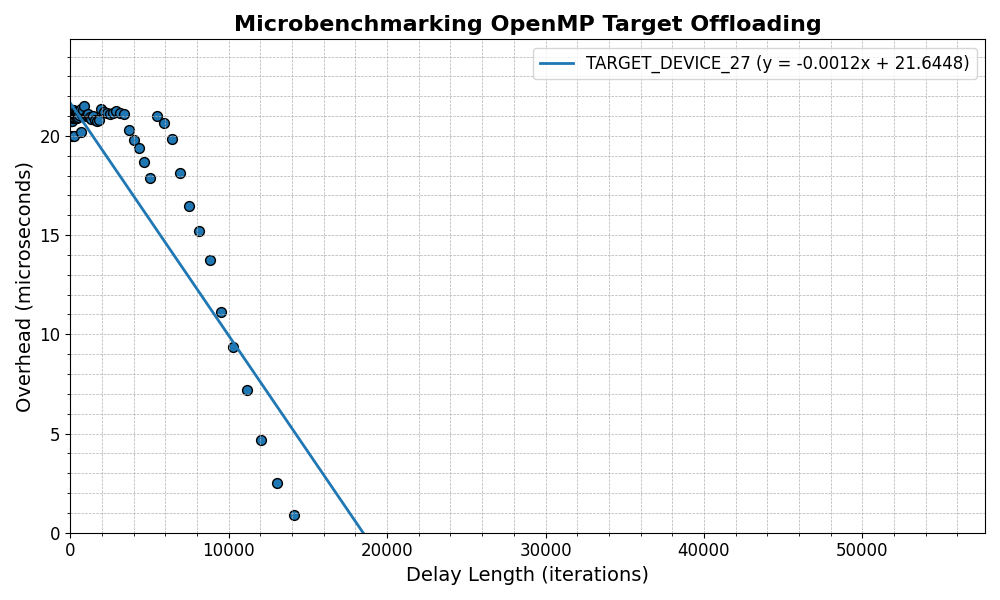 Microbenchmarking OpenMP Target Offloading
TARGET_DEVICE_27 (y = -0.0012x + 21.6448)
Overhead (microseconds)
20
15
10
5
0
0 10000 20000 30000 40000 50000
Delay Length (iterations)